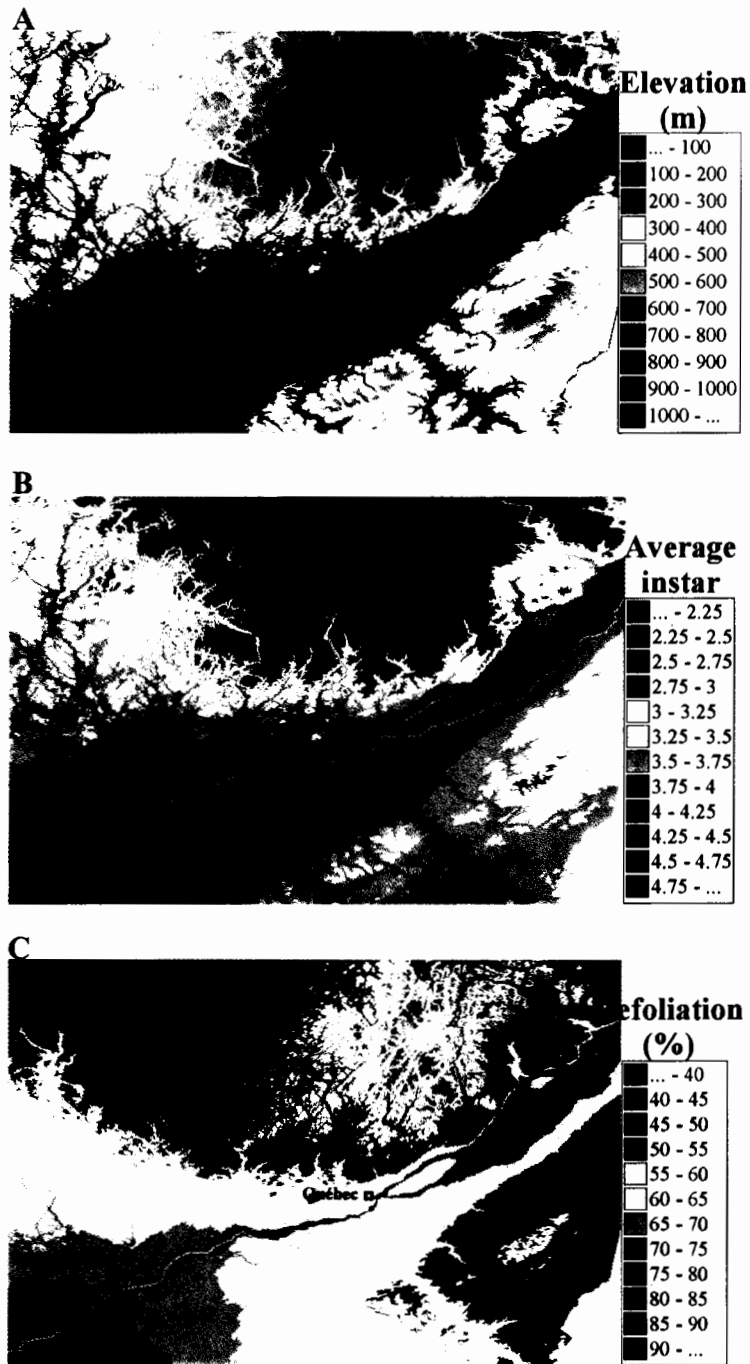 A
Elevation
(m)
... - 100
100 - 200
200 - 300
300 - 400
400 - 500
500 - 600
600 - 700
700 - 800
800 - 900
900 - 1000
1000 - ...
B
Average
instar
... - 2.25
2.25 - 2.5
2.5 - 2.75
2.75 - 3
3 - 3.25
3.25 - 3.5
3.5 - 3.75
3.75 - 4
4 - 4.25
4.25 - 4.5
4.5 - 4.75
4.75 - ...
C
efoliation
(%)
... - 40
40 - 45
45 - 50
50 - 55
55 - 60
60 - 65
65 - 70
70 - 75
75 - 80
80 - 85
85 - 90
90 - ...
Québec